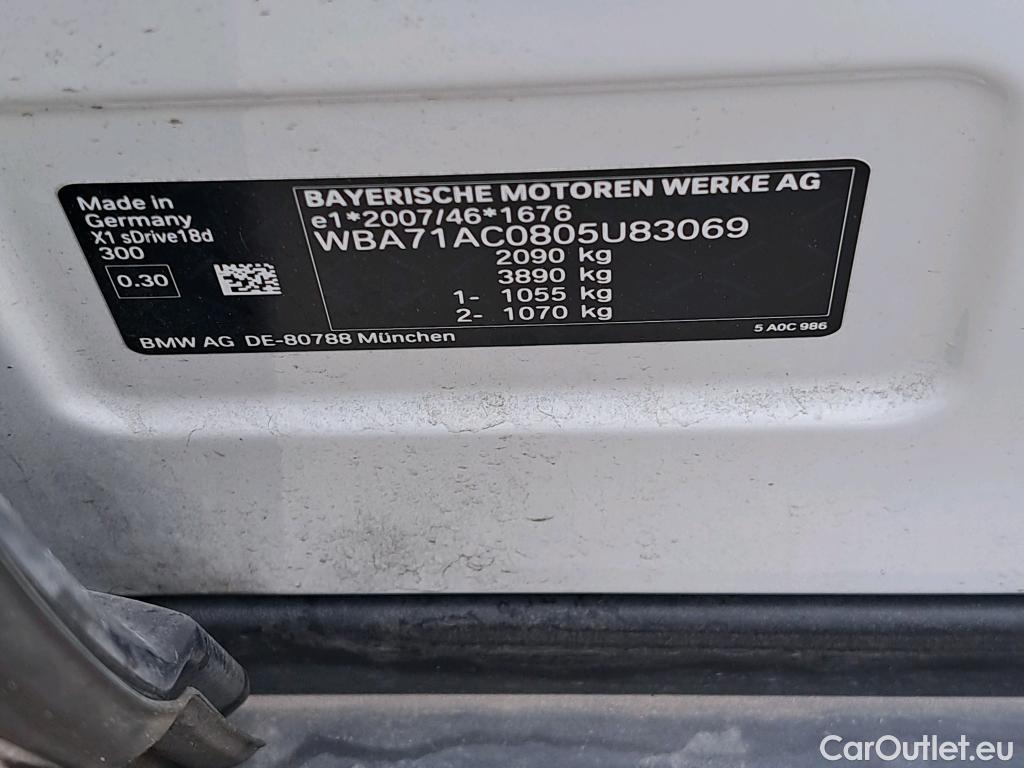 Made in
Germany
X1 sDrive18d
300
0.30
BAYERISCHE MOTOREN WERKE AG
e1*2007/46*1676
WBA71AC0805U83069
2090 kg
3890 kg
1- 1055 kg
2- 1070 kg
BMW AG DE-80788 München
5 A0C 986
CarOutlet.eu